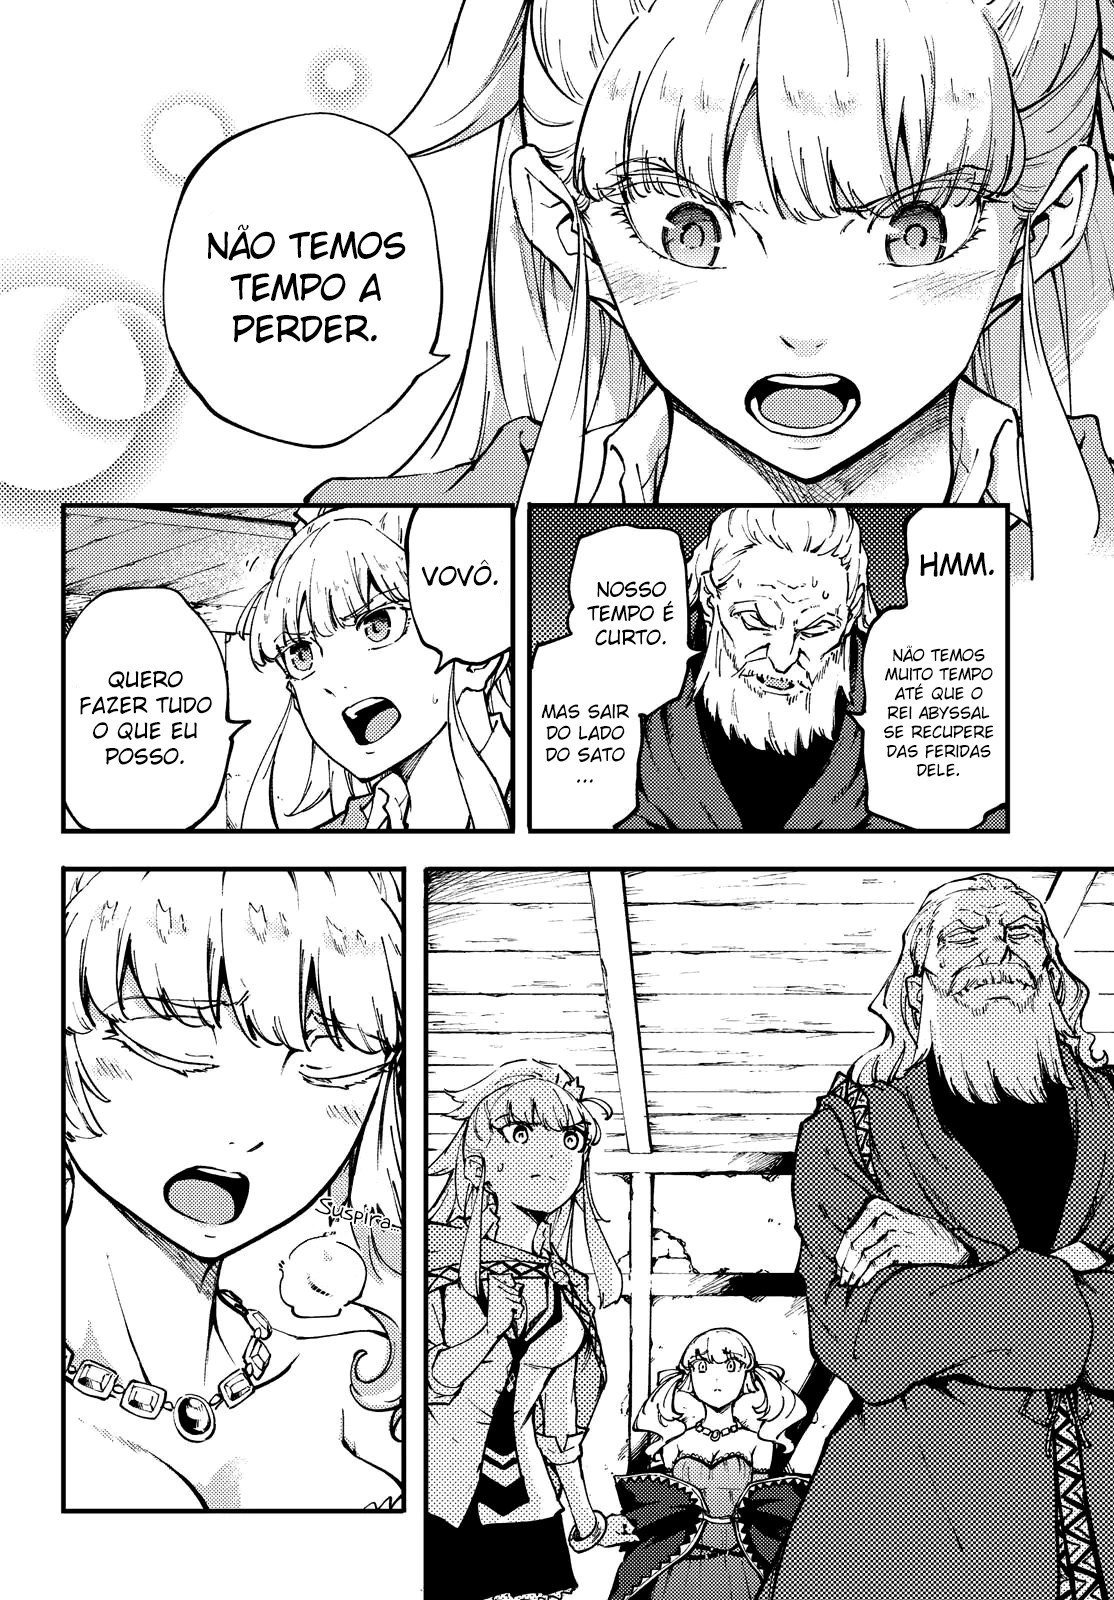 NÃO TEMOS
TEMPO A
PERDER.
HMM.
NÃO TEMOS
MUITO TEMPO
ATÉ QUE O
REI ABYSSAL
SE RECUPERE
DAS FERIDAS
DELE.
NOSSO
TEMPO É
CURTO.
MAS SAIR
DO LADO
DO SATO
...
VOVÔ.
QUERO
FAZER TUDO
O QUE EU
POSSO.
Suspira...